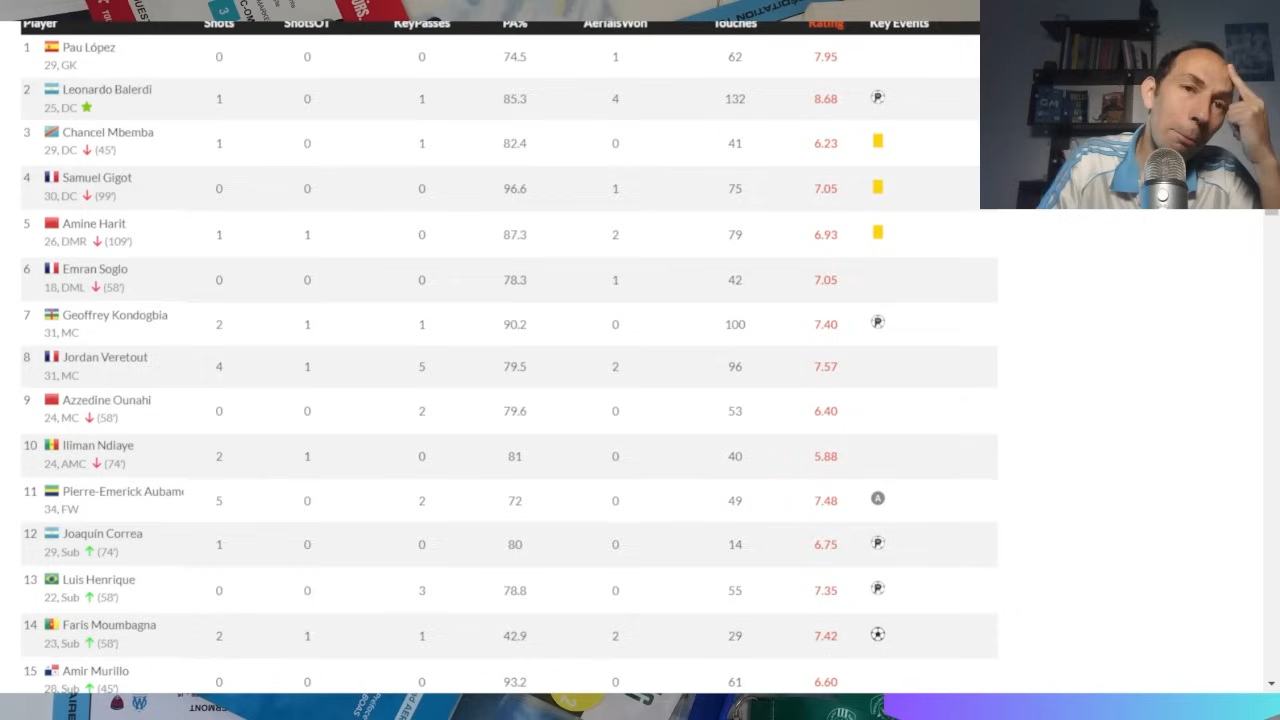 Player Shots ShotsOT KeyPasses PA% AerialsWon Touches Rating Key Events
1 Pau López 0 0 0 74.5 1 62 7.95
29, GK
2 Leonardo Balerdi 1 0 1 85.3 4 132 8.68 P
25, DC
3 Chancel Mbemba 1 0 1 82.4 0 41 6.23
29, DC (45')
4 Samuel Gigot 0 0 0 96.6 1 75 7.05
30, DC (99')
5 Amine Harit 1 1 0 87.3 2 79 6.93
26, DMR (109')
6 Emran Soglo 0 0 0 78.3 1 42 7.05
18, DML (58')
7 Geoffrey Kondogbia 2 1 1 90.2 0 100 7.40 P
31, MC
8 Jordan Veretout 4 1 5 79.5 2 96 7.57
31, MC
9 Azzedine Ounahi 0 0 2 79.6 0 53 6.40
24, MC (58')
10 Iliman Ndiaye 2 1 0 81 0 40 5.88
24, AMC (74')
11 Pierre-Emerick Aubam 5 0 2 72 0 49 7.48 A
34, FW
12 Joaquín Correa 1 0 0 80 0 14 6.75 P
29, Sub (74')
13 Luis Henrique 0 0 3 78.8 0 55 7.35 P
22, Sub (58')
14 Faris Moumbagna 2 1 1 42.9 2 29 7.42
23, Sub (58')
15 Amir Murillo 0 0 0 93.2 0 61 6.60
28, Sub (45')